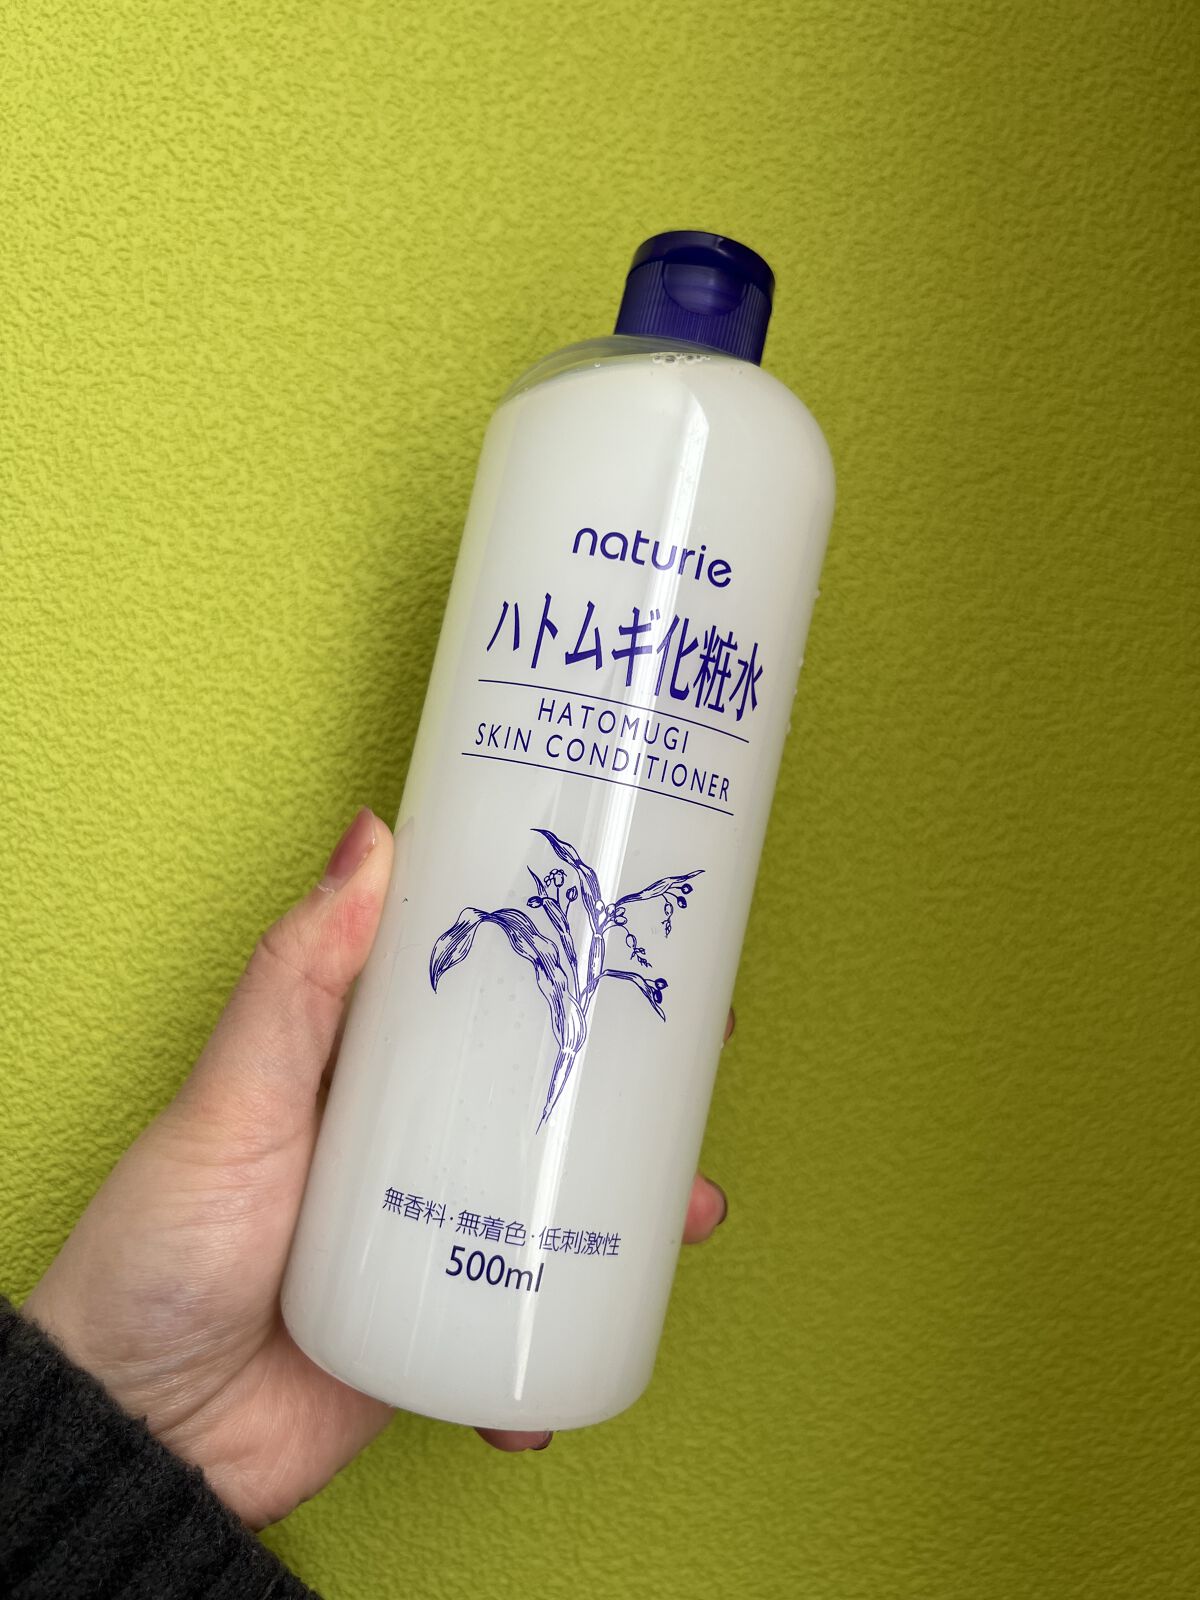 naturie
ハトムギ化粧水
HATOMUGI
SKIN CONDITIONER
無香料·無着色·低刺激性
500ml